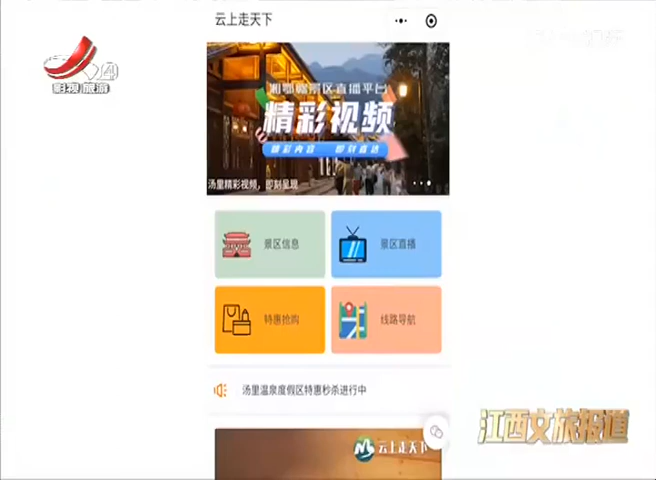 云上走天下
影视旅游
湘鄂赣景区直播平台
精彩视频
精彩内容 即刻直达
汤里精彩视频，即刻呈现
景区信息
景区直播
特惠抢购
线路导航
汤里温泉度假区特惠秒杀进行中
江西文旅报道
云上走天下